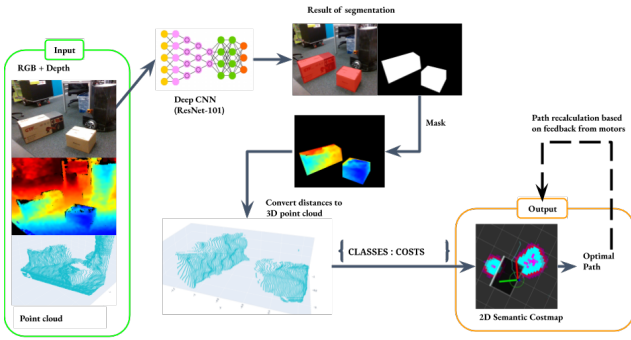 Result of segmentation
Input
RGB + Depth
Deep CNN
(ResNet-101)
Mask
Path recalculation based
on feedback from motors
Convert distances to
3D point cloud
Output
{ CLASSES : COSTS }
Optimal
Path
Point cloud
2D Semantic Costmap